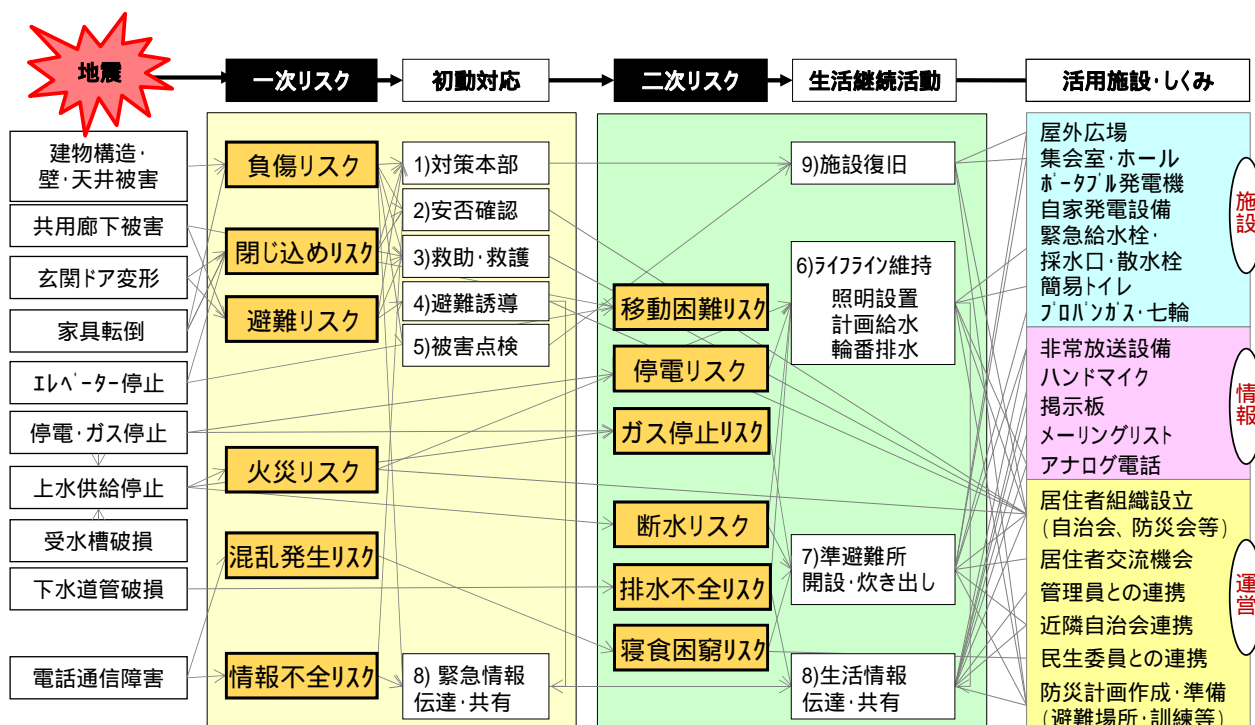 地震
一次リスク
初動対応
二次リスク
生活継続活動
活用施設・しくみ
建物構造・
壁・天井被害
共用廊下被害
玄関ドア変形
家具転倒
エレベーター停止
停電・ガス停止
上水供給停止
受水槽破損
下水道管破損
電話通信障害
負傷リスク
閉じ込めリスク
避難リスク
火災リスク
混乱発生リスク
情報不全リスク
1)対策本部
2)安否確認
3)救助・救護
4)避難誘導
5)被害点検
8) 緊急情報
伝達・共有
移動困難リスク
停電リスク
ガス停止リスク
断水リスク
排水不全リスク
寝食困窮リスク
9)施設復旧
6)ライフライン維持
照明設置
計画給水
輪番排水
7)準避難所
開設・炊き出し
8)生活情報
伝達・共有
屋外広場
集会室・ホール
ポータブル発電機
自家発電設備
緊急給水栓・
採水口・散水栓
簡易トイレ
プロパンガス・七輪
施設
非常放送設備
ハンドマイク
掲示板
メーリングリスト
アナログ電話
情報
居住者組織設立
(自治会、防災会等)
居住者交流機会
管理員との連携
近隣自治会連携
民生委員との連携
防災計画作成・準備
(避難場所・訓練等)
運営